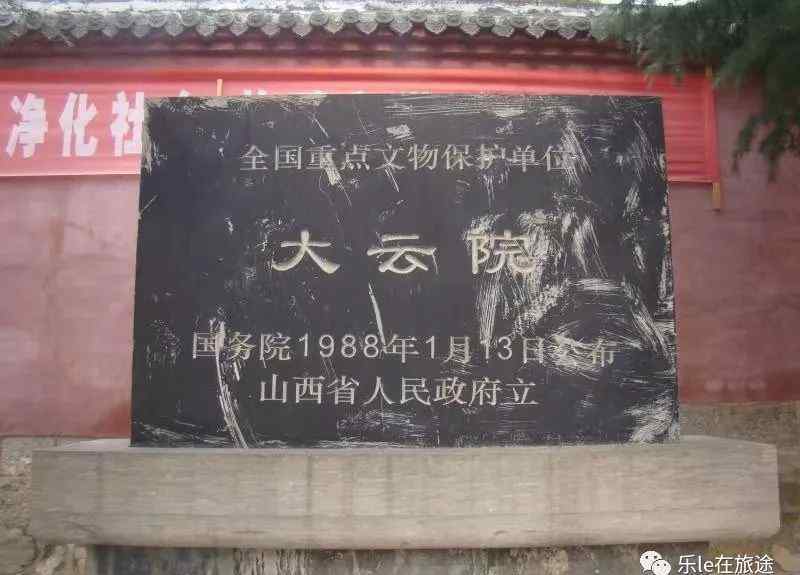 净化社
全国重点文物保护单位
大云院
国务院1988年1月13日公布
山西省人民政府立
乐le在旅途